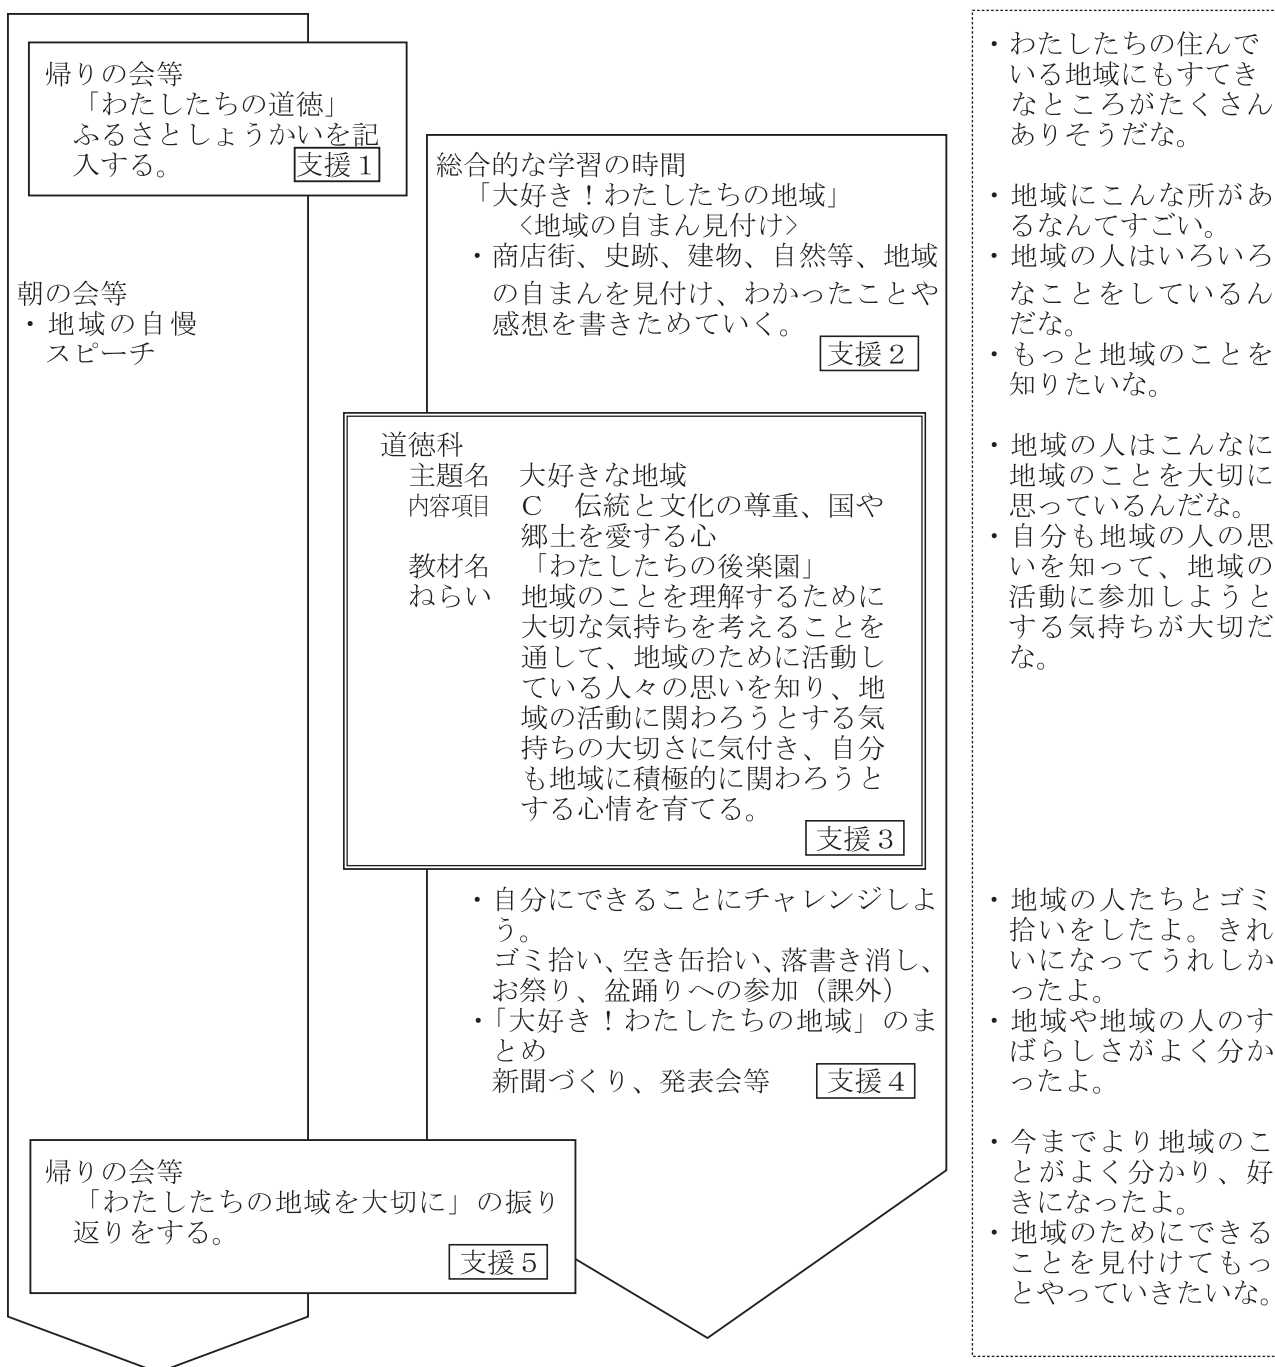 帰りの会等
「わたしたちの道徳」
ふるさとしょうかいを記
入する。
支援1
朝の会等
・地域の自慢
スピーチ
総合的な学習の時間
「大好き！わたしたちの地域」
<地域の自まん見付け>
・商店街、史跡、建物、自然等、地域
の自まんを見付け、わかったことや
感想を書きためていく。
支援2
道徳科
主題名 大好きな地域
内容項目 Ｃ 伝統と文化の尊重、国や
郷土を愛する心
教材名 「わたしたちの後楽園」
ねらい 地域のことを理解するために
大切な気持ちを考えることを
通して、地域のために活動し
ている人々の思いを知り、地
域の活動に関わろうとする気
持ちの大切さに気付き、自分
も地域に積極的に関わろうと
する心情を育てる。
支援3
・自分にできることにチャレンジしよ
う。
ゴミ拾い、空き缶拾い、落書き消し、
お祭り、盆踊りへの参加（課外）
・「大好き！わたしたちの地域」のま
とめ
新聞づくり、発表会等
支援4
帰りの会等
「わたしたちの地域を大切に」の振り
返りをする。
支援5
・わたしたちの住んで
いる地域にもすてき
なところがたくさん
ありそうだな。
・地域にこんな所があ
るなんてすごい。
・地域の人はいろいろ
なことをしているん
だな。
・もっと地域のことを
知りたいな。
・地域の人はこんなに
地域のことを大切に
思っているんだな。
・自分も地域の人の思
いを知って、地域の
活動に参加しようと
する気持ちが大切だ
な。
・地域の人たちとゴミ
拾いをしたよ。きれ
いになってうれしか
ったよ。
・地域や地域の人のす
ばらしさがよく分か
ったよ。
・今までより地域のこ
とがよく分かり、好
きになったよ。
・地域のためにできる
ことを見付けてもっ
とやっていきたいな。